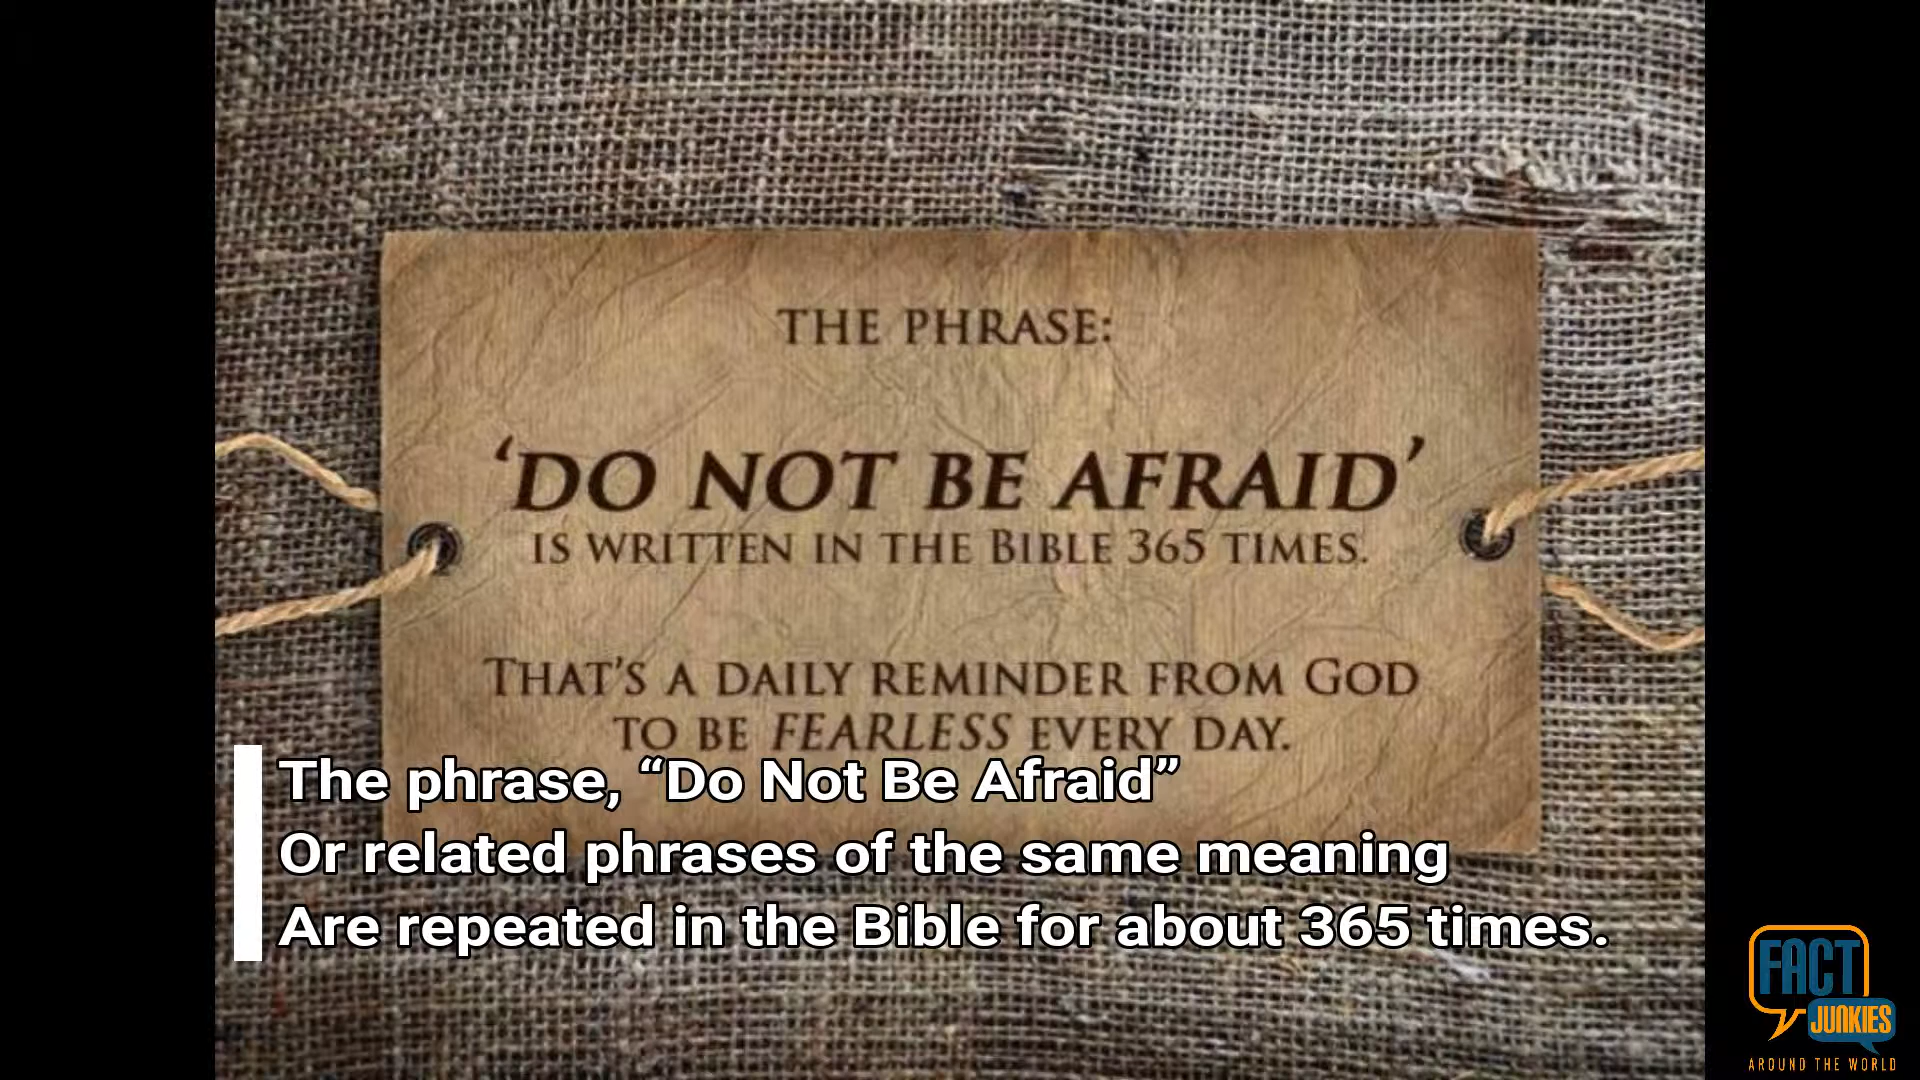 THE PHRASE:
‘DO NOT BE AFRAID’
IS WRITTEN IN THE BIBLE 365 TIMES.
THAT’S A DAILY REMINDER FROM GOD
TO BE FEARLESS EVERY DAY.
The phrase, “Do Not Be Afraid”
Or related phrases of the same meaning
Are repeated in the Bible for about 365 times.
FACT
JUNKIES
AROUND THE WORLD